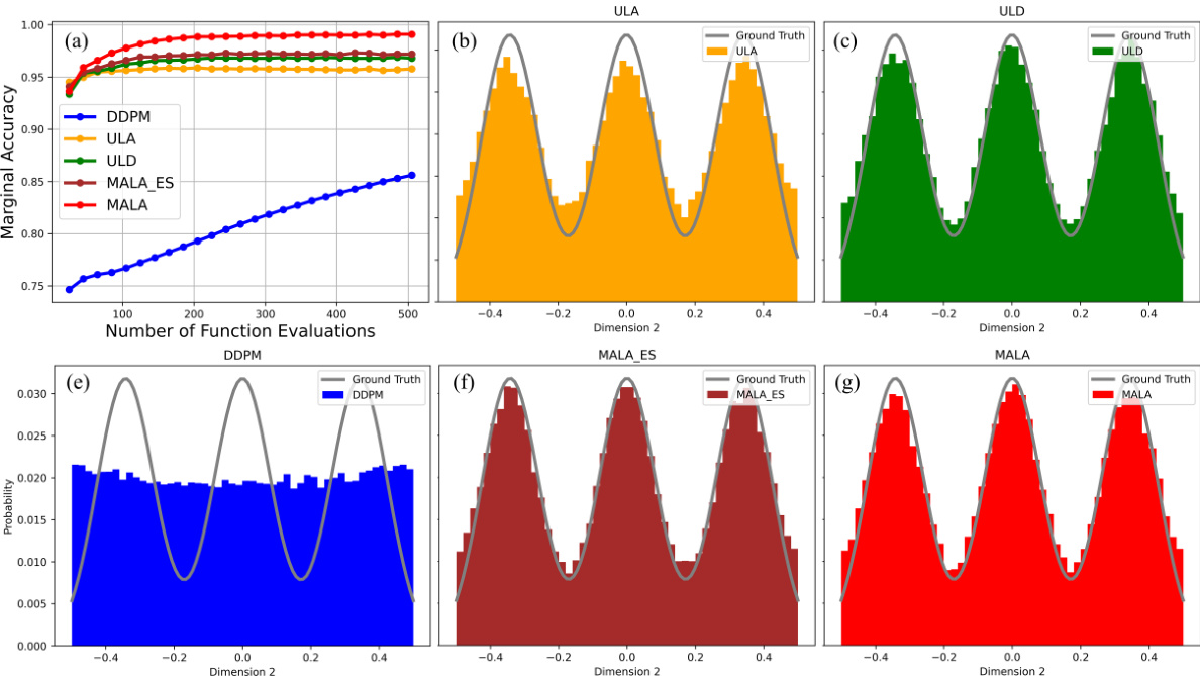 (a)
1.00
0.95
0.90
0.85
0.80
0.75
Marginal Accuracy
DDPM
ULA
ULD
MALA_ES
MALA
100
200
300
400
500
Number of Function Evaluations
ULA
(b)
Ground Truth
ULA
−0.4
−0.2
0.0
0.2
0.4
Dimension 2
ULD
(c)
Ground Truth
ULD
−0.4
−0.2
0.0
0.2
0.4
Dimension 2
DDPM
(e)
Ground Truth
DDPM
0.030
0.025
0.020
0.015
0.010
0.005
0.000
Probability
−0.4
−0.2
0.0
0.2
0.4
Dimension 2
MALA_ES
(f)
Ground Truth
MALA_ES
−0.4
−0.2
0.0
0.2
0.4
Dimension 2
MALA
(g)
Ground Truth
MALA
−0.4
−0.2
0.0
0.2
0.4
Dimension 2